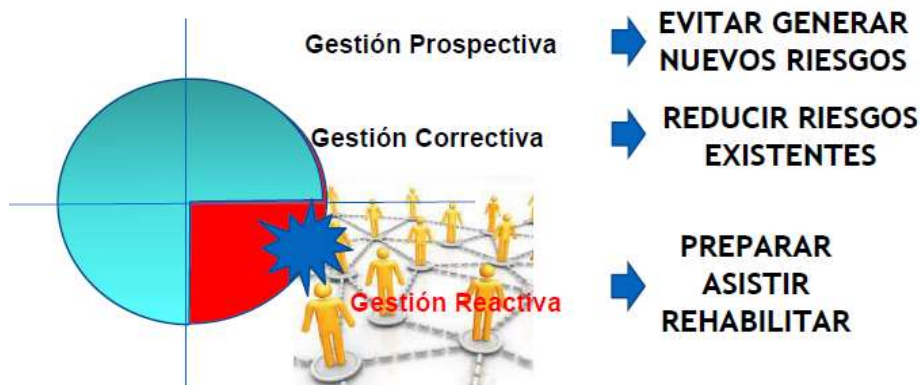 Gestión Prospectiva
EVITAR GENERAR
NUEVOS RIESGOS
Gestión Correctiva
REDUCIR RIESGOS
EXISTENTES
Gestión Reactiva
PREPARAR
ASISTIR
REHABILITAR